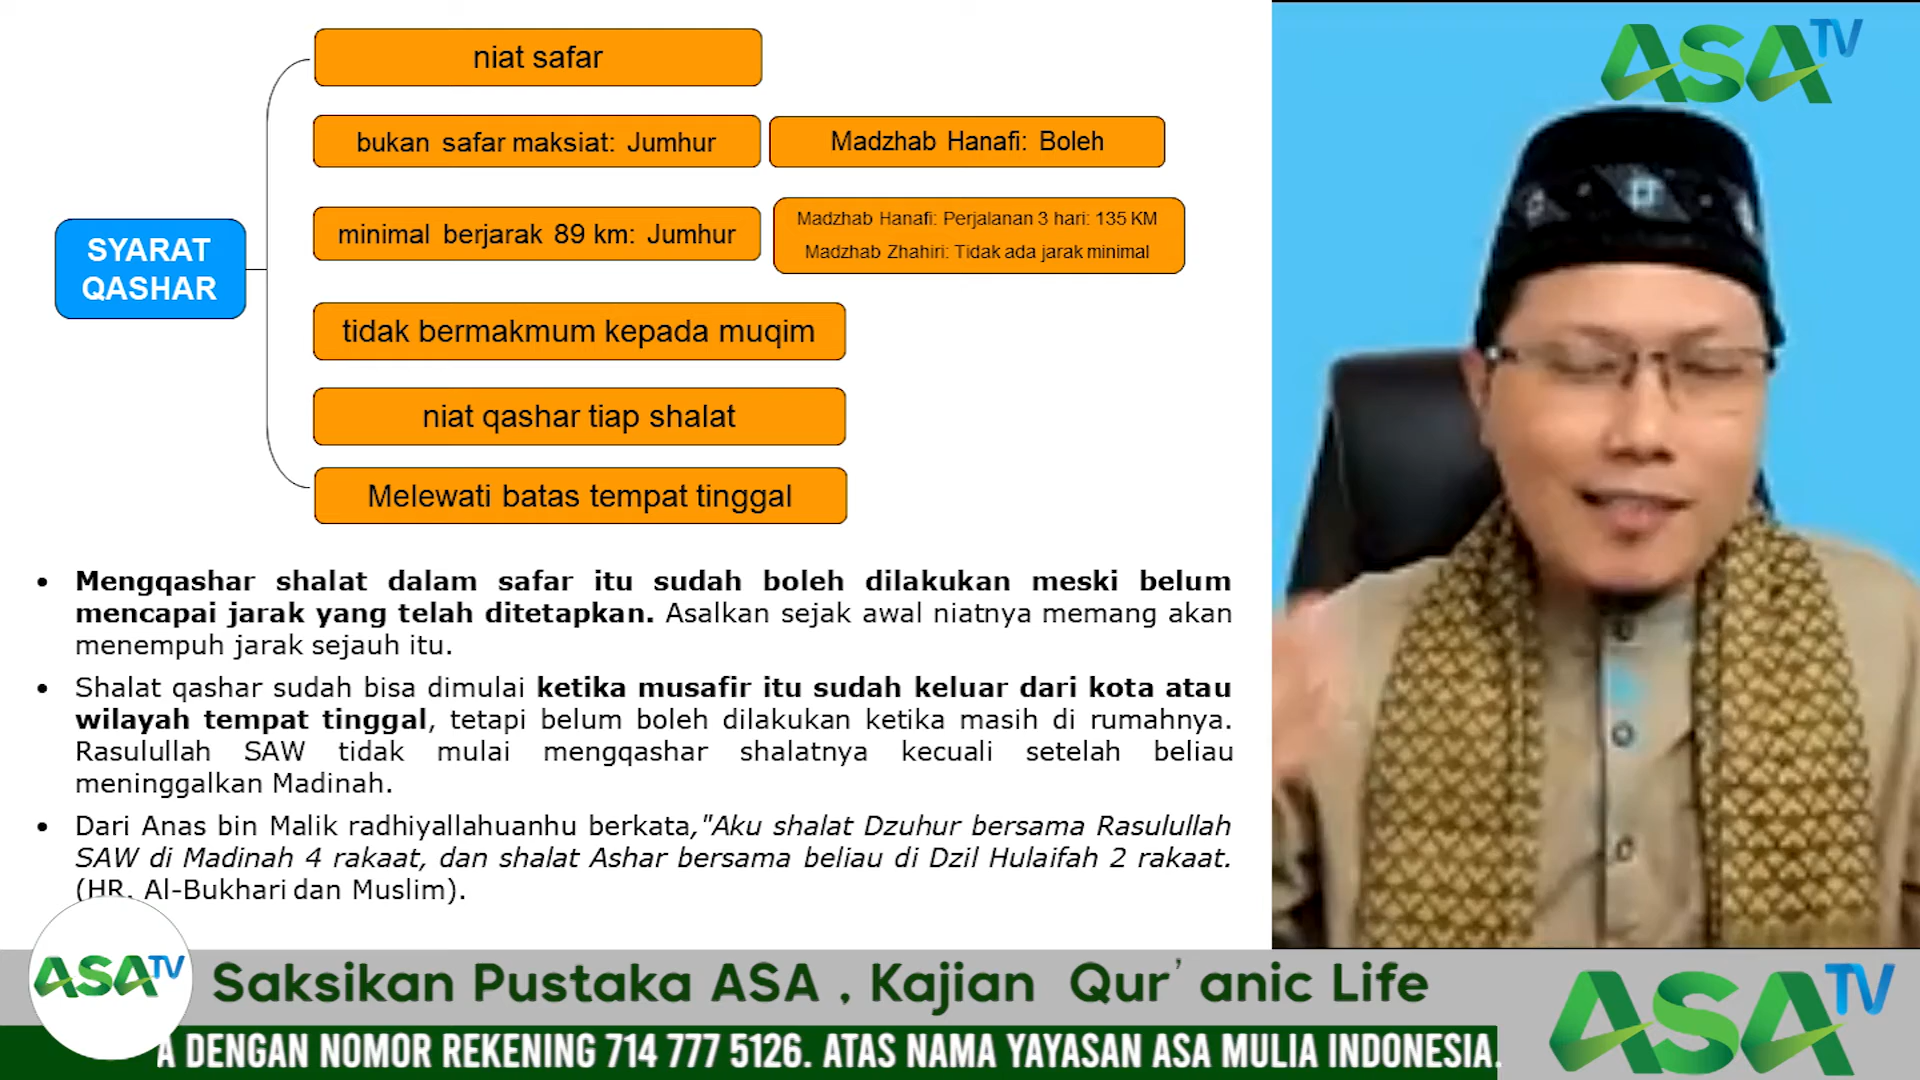 ASA TV
SYARAT
QASHAR
niat safar
bukan safar maksiat: Jumhur
Madzhab Hanafi: Boleh
minimal berjarak 89 km: Jumhur
Madzhab Hanafi: Perjalanan 3 hari: 135 KM
Madzhab Zhahiri: Tidak ada jarak minimal
tidak bermakmum kepada muqim
niat qashar tiap shalat
Melewati batas tempat tinggal
• Mengqashar shalat dalam safar itu sudah boleh dilakukan meski belum
mencapai jarak yang telah ditetapkan. Asalkan sejak awal niatnya memang akan
menempuh jarak sejauh itu.
• Shalat qashar sudah bisa dimulai ketika musafir itu sudah keluar dari kota atau
wilayah tempat tinggal, tetapi belum boleh dilakukan ketika masih di rumahnya.
Rasulullah SAW tidak mulai mengqashar shalatnya kecuali setelah beliau
meninggalkan Madinah.
• Dari Anas bin Malik radhiyallahuanhu berkata,"Aku shalat Dzuhur bersama Rasulullah
SAW di Madinah 4 rakaat, dan shalat Ashar bersama beliau di Dzil Hulaifah 2 rakaat.
(HR. Al-Bukhari dan Muslim).
ASA TV
Saksikan Pustaka ASA , Kajian Qur' anic Life
A DENGAN NOMOR REKENING 714 777 5126. ATAS NAMA YAYASAN ASA MULIA INDONESIA.
ASA TV